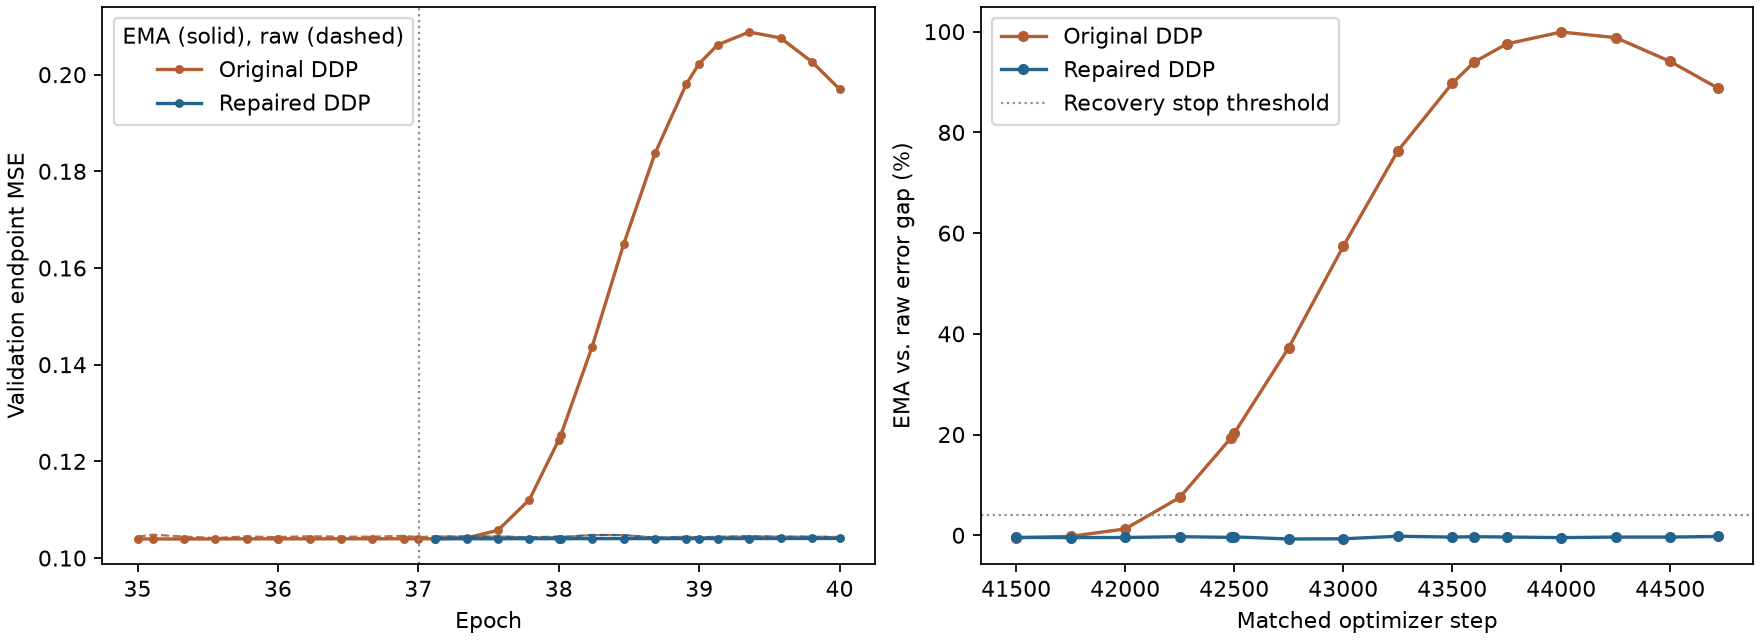 EMA (solid), raw (dashed)
Original DDP
Repaired DDP
Validation endpoint MSE
0.20
0.18
0.16
0.14
0.12
0.10
35 36 37 38 39 40
Epoch
Original DDP
Repaired DDP
Recovery stop threshold
EMA vs. raw error gap (%)
100
80
60
40
20
0
41500 42000 42500 43000 43500 44000 44500
Matched optimizer step